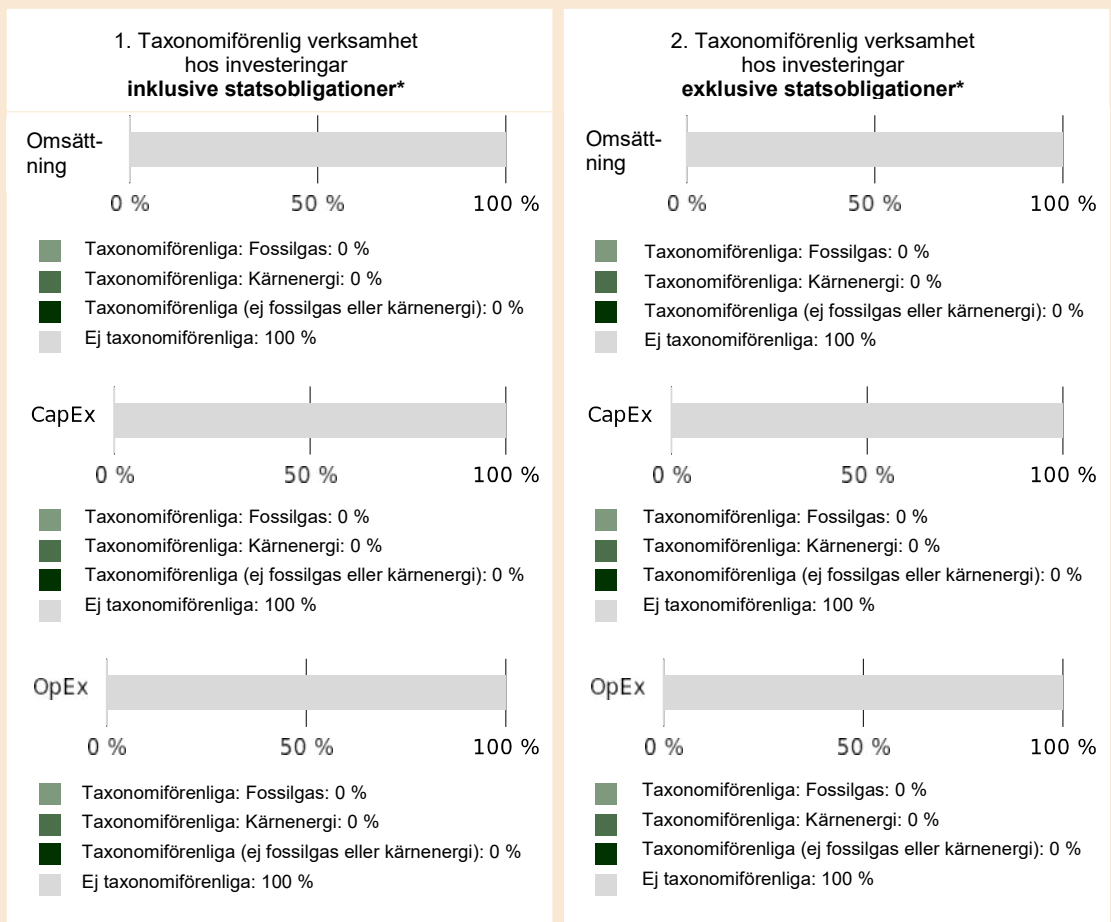 1. Taxonomiförenlig verksamhet
hos investeringar
inklusive statsobligationer*
Omsätt-
ning
0 % 50 % 100 %
Taxonomiförenliga: Fossilgas: 0 %
Taxonomiförenliga: Kärnenergi: 0 %
Taxonomiförenliga (ej fossilgas eller kärnenergi): 0 %
Ej taxonomiförenliga: 100 %
CapEx
0 % 50 % 100 %
Taxonomiförenliga: Fossilgas: 0 %
Taxonomiförenliga: Kärnenergi: 0 %
Taxonomiförenliga (ej fossilgas eller kärnenergi): 0 %
Ej taxonomiförenliga: 100 %
OpEx
0 % 50 % 100 %
Taxonomiförenliga: Fossilgas: 0 %
Taxonomiförenliga: Kärnenergi: 0 %
Taxonomiförenliga (ej fossilgas eller kärnenergi): 0 %
Ej taxonomiförenliga: 100 %
2. Taxonomiförenlig verksamhet
hos investeringar
exklusive statsobligationer*
Omsätt-
ning
0 % 50 % 100 %
Taxonomiförenliga: Fossilgas: 0 %
Taxonomiförenliga: Kärnenergi: 0 %
Taxonomiförenliga (ej fossilgas eller kärnenergi): 0 %
Ej taxonomiförenliga: 100 %
CapEx
0 % 50 % 100 %
Taxonomiförenliga: Fossilgas: 0 %
Taxonomiförenliga: Kärnenergi: 0 %
Taxonomiförenliga (ej fossilgas eller kärnenergi): 0 %
Ej taxonomiförenliga: 100 %
OpEx
0 % 50 % 100 %
Taxonomiförenliga: Fossilgas: 0 %
Taxonomiförenliga: Kärnenergi: 0 %
Taxonomiförenliga (ej fossilgas eller kärnenergi): 0 %
Ej taxonomiförenliga: 100 %